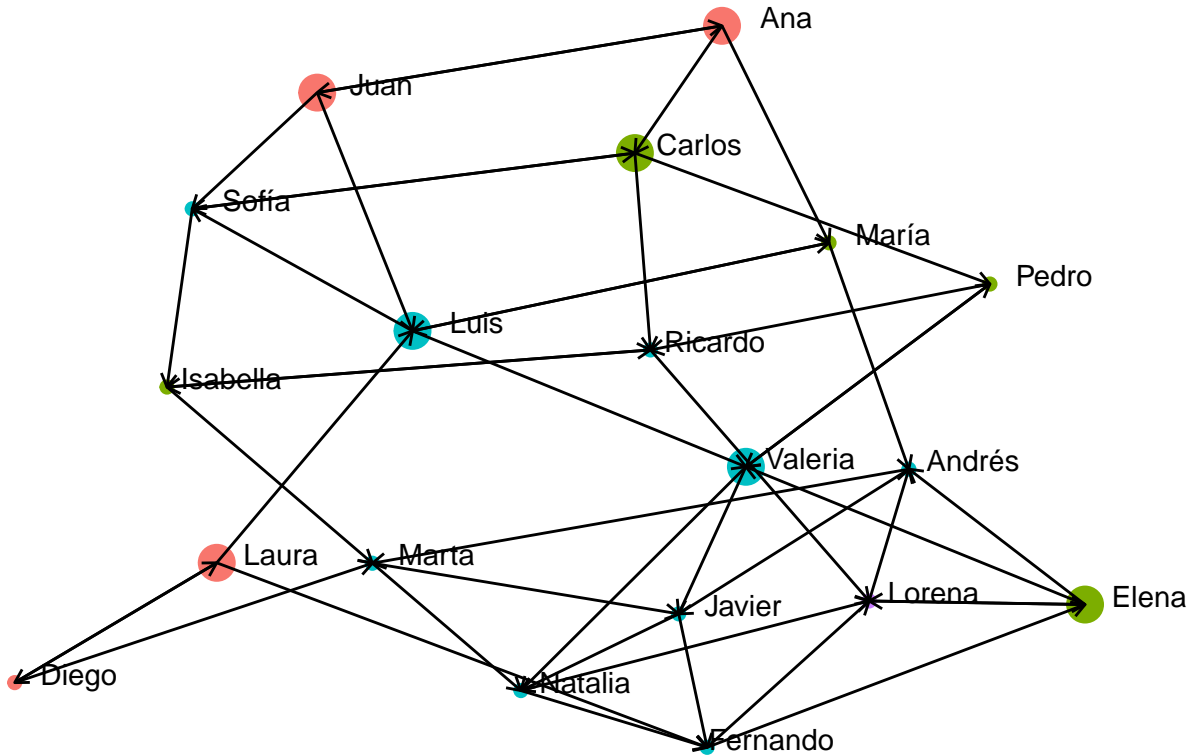 Ana
Juan
Carlos
Sofía
María
Pedro
Luis
Ricardo
Isabella
Valeria
Andrés
Laura
Marta
Javier
Lorena
Elena
Diego
Natalia
Fernando